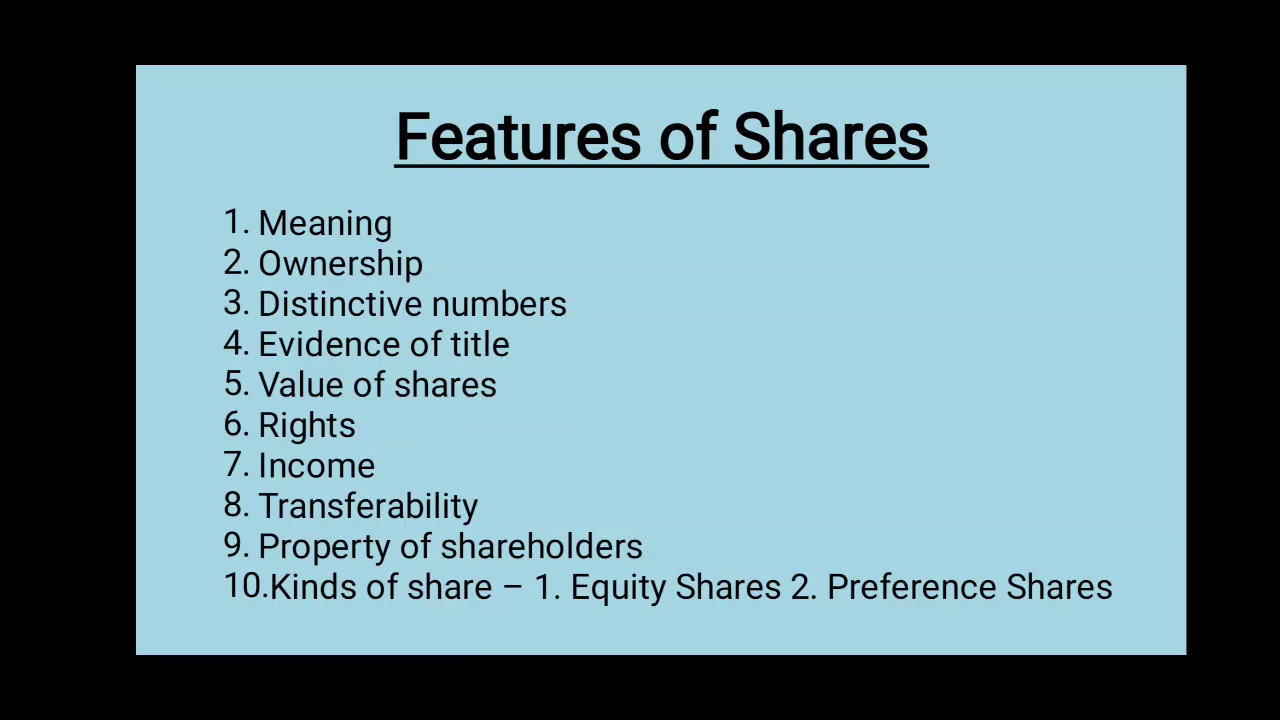 Features of Shares
1. Meaning
2. Ownership
3. Distinctive numbers
4. Evidence of title
5. Value of shares
6. Rights
7. Income
8. Transferability
9. Property of shareholders
10.Kinds of share – 1. Equity Shares 2. Preference Shares